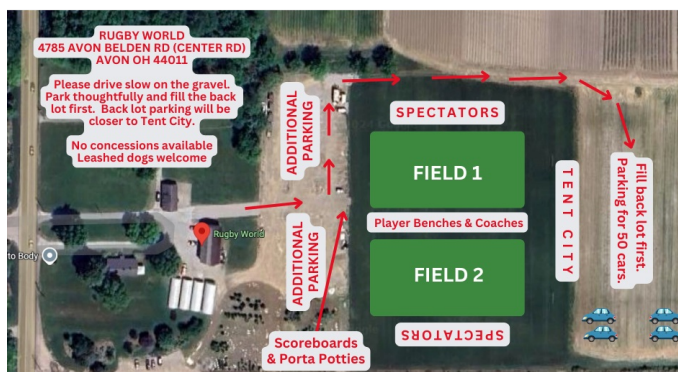 RUGBY WORLD
4785 AVON BELDEN RD (CENTER RD)
AVON OH 44011
Please drive slow on the gravel.
Park thoughtfully and fill the back
lot first. Back lot parking will be
closer to Tent City.
No concessions available
Leashed dogs welcome
ADDITIONAL
PARKING
SPECTATORS
FIELD 1
Player Benches & Coaches
FIELD 2
SPECTATORS
TENT CITY
Fill back lot first.
Parking for 50 cars.
Rugby World
to Body
ADDITIONAL
PARKING
Scoreboards
& Porta Potties